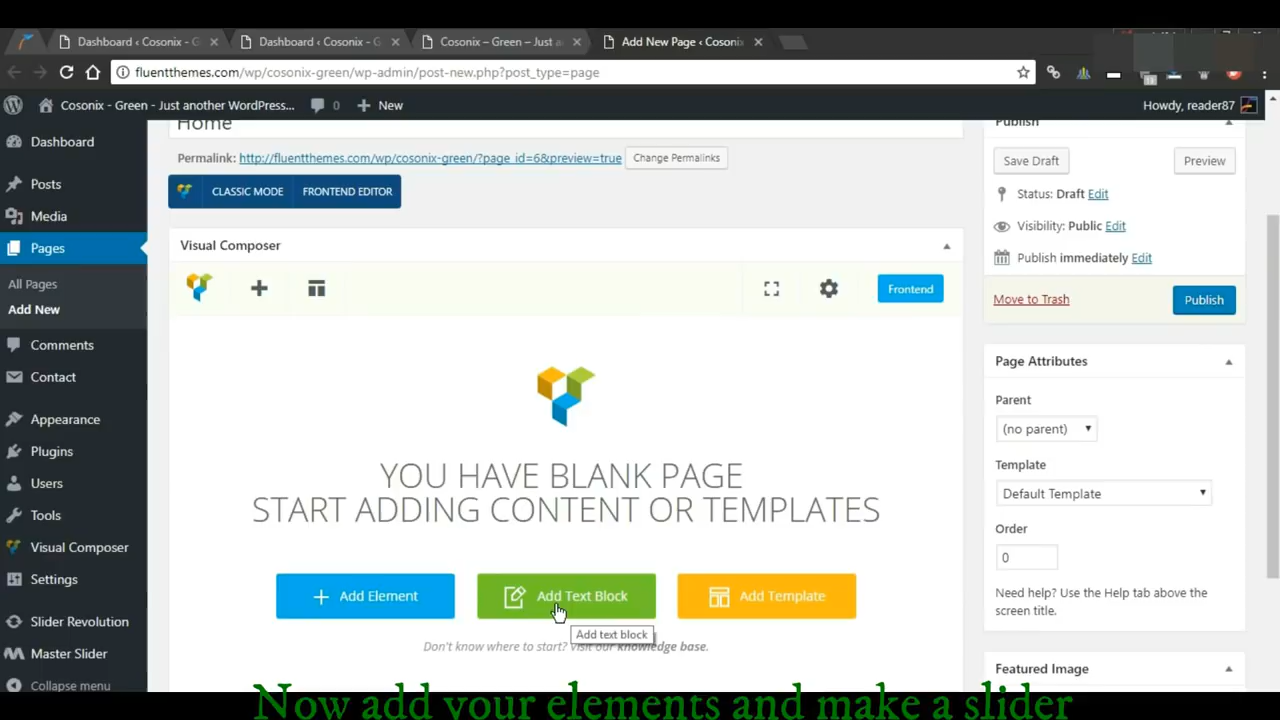 Dashboard ‹ Cosonix - G
Dashboard ‹ Cosonix - G
Cosonix – Green – Just a
Add New Page ‹ Cosonix
fluentthemes.com/wp/cosonix-green/wp-admin/post-new.php?post_type=page
Cosonix - Green - Just another WordPress...
0
New
Howdy, reader87
Dashboard
Posts
Media
Pages
All Pages
Add New
Comments
Contact
Appearance
Plugins
Users
Tools
Visual Composer
Settings
Slider Revolution
Master Slider
Collapse menu
Home
Permalink: http://fluentthemes.com/wp/cosonix-green/?page_id=6&preview=true
Change Permalinks
CLASSIC MODE
FRONTEND EDITOR
Visual Composer
Frontend
YOU HAVE BLANK PAGE
START ADDING CONTENT OR TEMPLATES
Add Element
Add Text Block
Add Template
Add text block
Don't know where to start? Visit our knowledge base.
Publish
Save Draft
Preview
Status: Draft Edit
Visibility: Public Edit
Publish immediately Edit
Move to Trash
Publish
Page Attributes
Parent
(no parent)
Template
Default Template
Order
0
Need help? Use the Help tab above the
screen title.
Featured Image
Now add your elements and make a slider